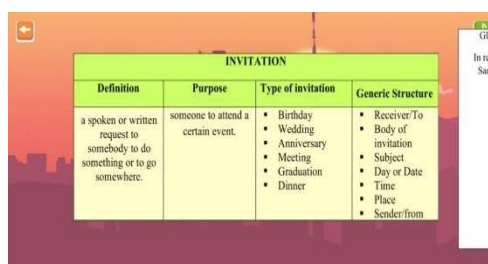 INVITATION
Definition
Purpose
Type of invitation
Generic Structure
a spoken or written
request to
somebody to do
something or to go
somewhere.
someone to attend a
certain event.
▪ Birthday
▪ Wedding
▪ Anniversary
▪ Meeting
▪ Graduation
▪ Dinner
▪ Receiver/To
▪ Body of
invitation
▪ Subject
▪ Day or Date
▪ Time
▪ Place
▪ Sender/from